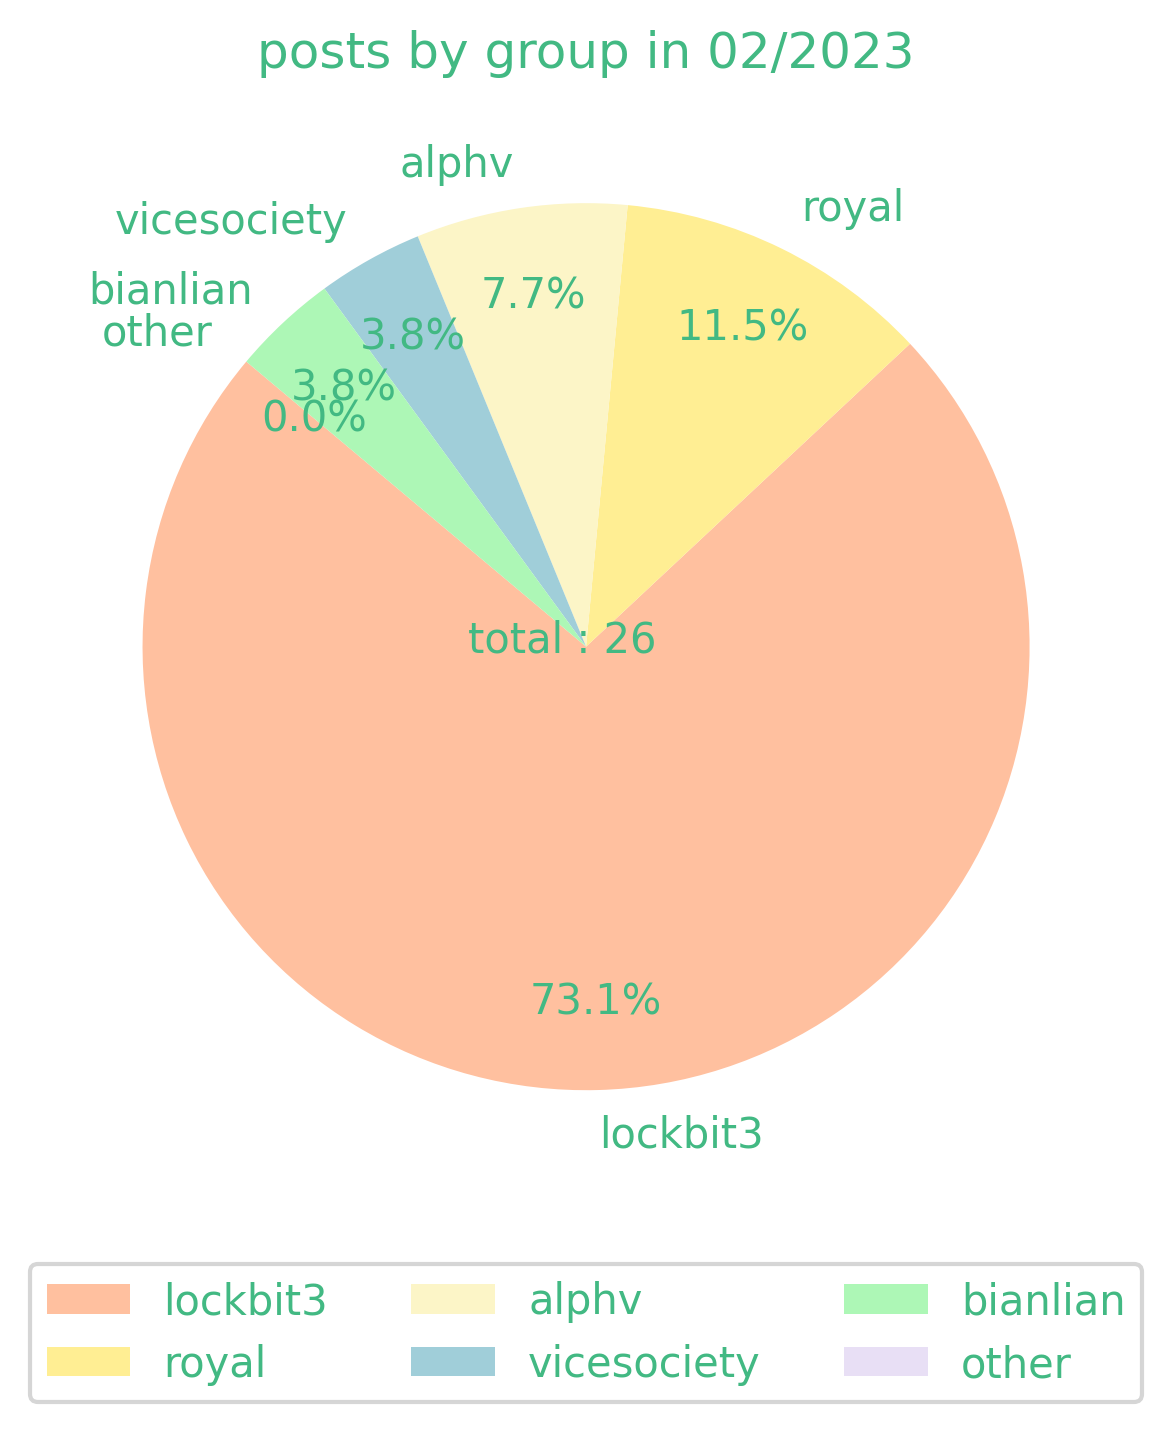 posts by group in 02/2023
alphv
royal
vicesociety
bianlian
other
7.7%
11.5%
3.8%
3.8%
0.0%
total : 26
73.1%
lockbit3
lockbit3 alphv bianlian
royal vicesociety other